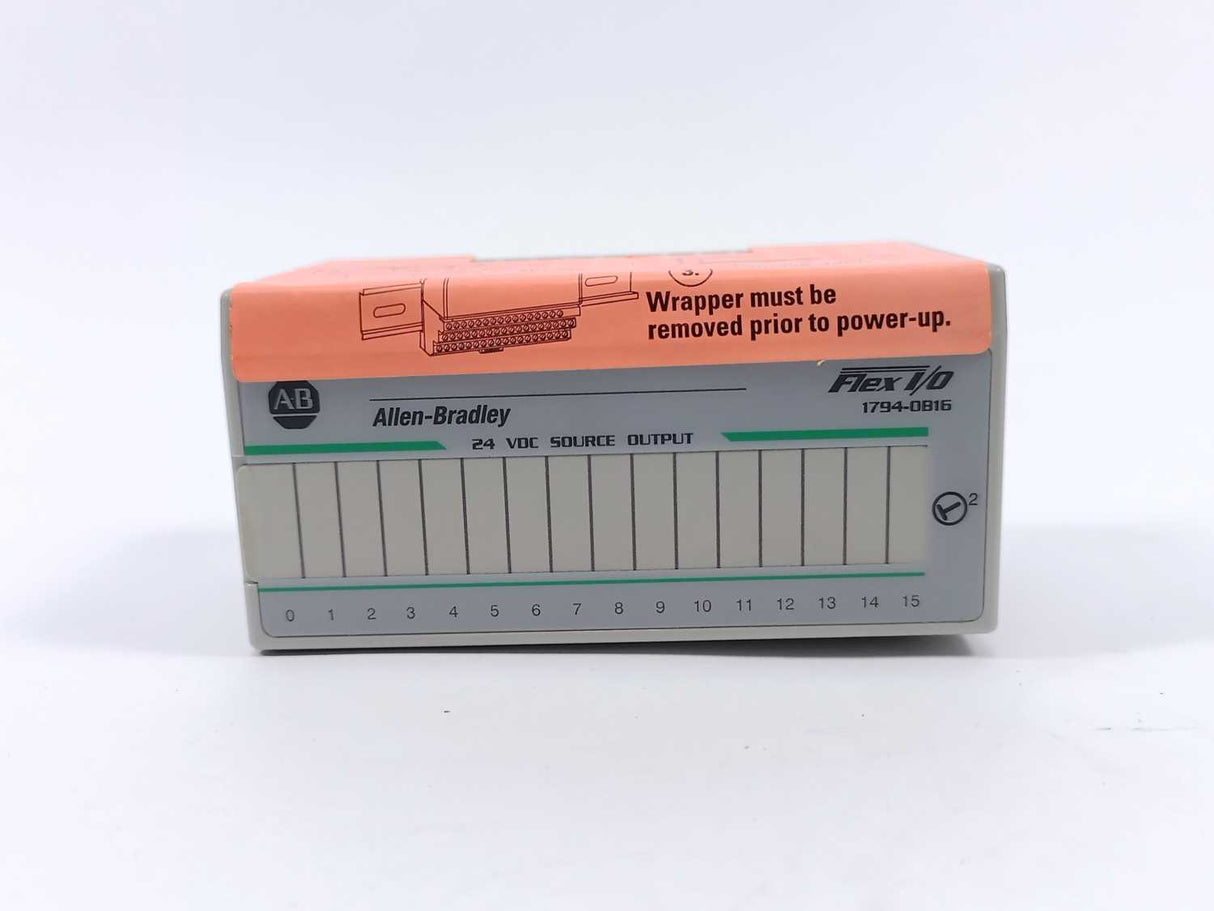 3.
Wrapper must be
removed prior to power-up.
AB
Allen-Bradley
Flex I/O
1794-OB16
24 VDC SOURCE OUTPUT
2
0 1 2 3 4 5 6 7 8 9 10 11 12 13 14 15